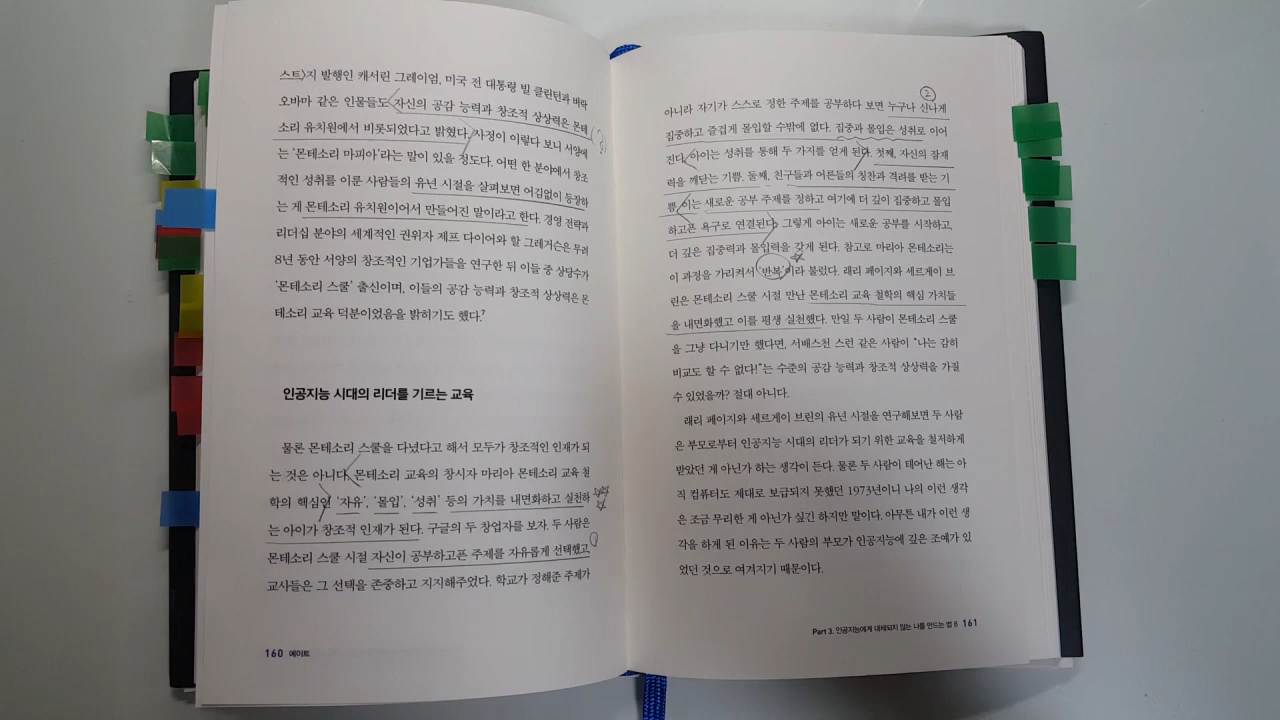 스트〉지 발행인 캐서린 그레이엄, 미국 전 대통령 빌 클린턴과 버락
오바마 같은 인물들도 자신의 공감 능력과 창조적 상상력은 몬테
소리 유치원에서 비롯되었다고 밝혔다. 사정이 이렇다 보니 서양에
는 '몬테소리 마피아'라는 말이 있을 정도다. 어떤 한 분야에서 창조
적인 성취를 이룬 사람들의 유년 시절을 살펴보면 어김없이 등장하
는 게 몬테소리 유치원이어서 만들어진 말이라고 한다. 경영 전략과
리더십 분야의 세계적인 권위자 제프 다이어와 할 그레거슨은 무려
8년 동안 서양의 창조적인 기업가들을 연구한 뒤 이들 중 상당수가
'몬테소리 스쿨' 출신이며, 이들의 공감 능력과 창조적 상상력은 몬
테소리 교육 덕분이었음을 밝히기도 했다.7
인공지능 시대의 리더를 기르는 교육
물론 몬테소리 스쿨을 다녔다고 해서 모두가 창조적인 인재가 되
는 것은 아니다. 몬테소리 교육의 창시자 마리아 몬테소리 교육 철
학의 핵심인 '자유', '몰입', '성취' 등의 가치를 내면화하고 실천하
는 아이가 창조적 인재가 된다. 구글의 두 창업자를 보자. 두 사람은
몬테소리 스쿨 시절 자신이 공부하고픈 주제를 자유롭게 선택했고,
①
교사들은 그 선택을 존중하고 지지해주었다. 학교가 정해준 주제가
160 에이트
②
아니라 자기가 스스로 정한 주제를 공부하다 보면 누구나 신나게
집중하고 즐겁게 몰입할 수밖에 없다. 집중과 몰입은 성취로 이어
진다. 아이는 성취를 통해 두 가지를 얻게 된다. 첫째, 자신의 잠재
력을 깨닫는 기쁨. 둘째, 친구들과 어른들의 칭찬과 격려를 받는 기
쁨. 이는 새로운 공부 주제를 정하고 여기에 더 깊이 집중하고 몰입
하고픈 욕구로 연결된다. 그렇게 아이는 새로운 공부를 시작하고,
더 깊은 집중력과 몰입력을 갖게 된다. 참고로 마리아 몬테소리는
이 과정을 가리켜서 '반복'이라 불렀다. 래리 페이지와 세르게이 브
린은 몬테소리 스쿨 시절 만난 몬테소리 교육 철학의 핵심 가치들
을 내면화했고 이를 평생 실천했다. 만일 두 사람이 몬테소리 스쿨
을 그냥 다니기만 했다면, 서배스천 스런 같은 사람이 "나는 감히
비교도 할 수 없다!"는 수준의 공감 능력과 창조적 상상력을 가질
수 있었을까? 절대 아니다.
래리 페이지와 세르게이 브린의 유년 시절을 연구해보면 두 사람
은 부모로부터 인공지능 시대의 리더가 되기 위한 교육을 철저하게
받았던 게 아닌가 하는 생각이 든다. 물론 두 사람이 태어난 해는 아
직 컴퓨터도 제대로 보급되지 못했던 1973년이니 나의 이런 생각
은 조금 무리한 게 아닌가 싶긴 하지만 말이다. 아무튼 내가 이런 생
각을 하게 된 이유는 두 사람의 부모가 인공지능에 깊은 조예가 있
었던 것으로 여겨지기 때문이다.
Part 3. 인공지능에게 대체되지 않는 나를 만드는 법 8 161